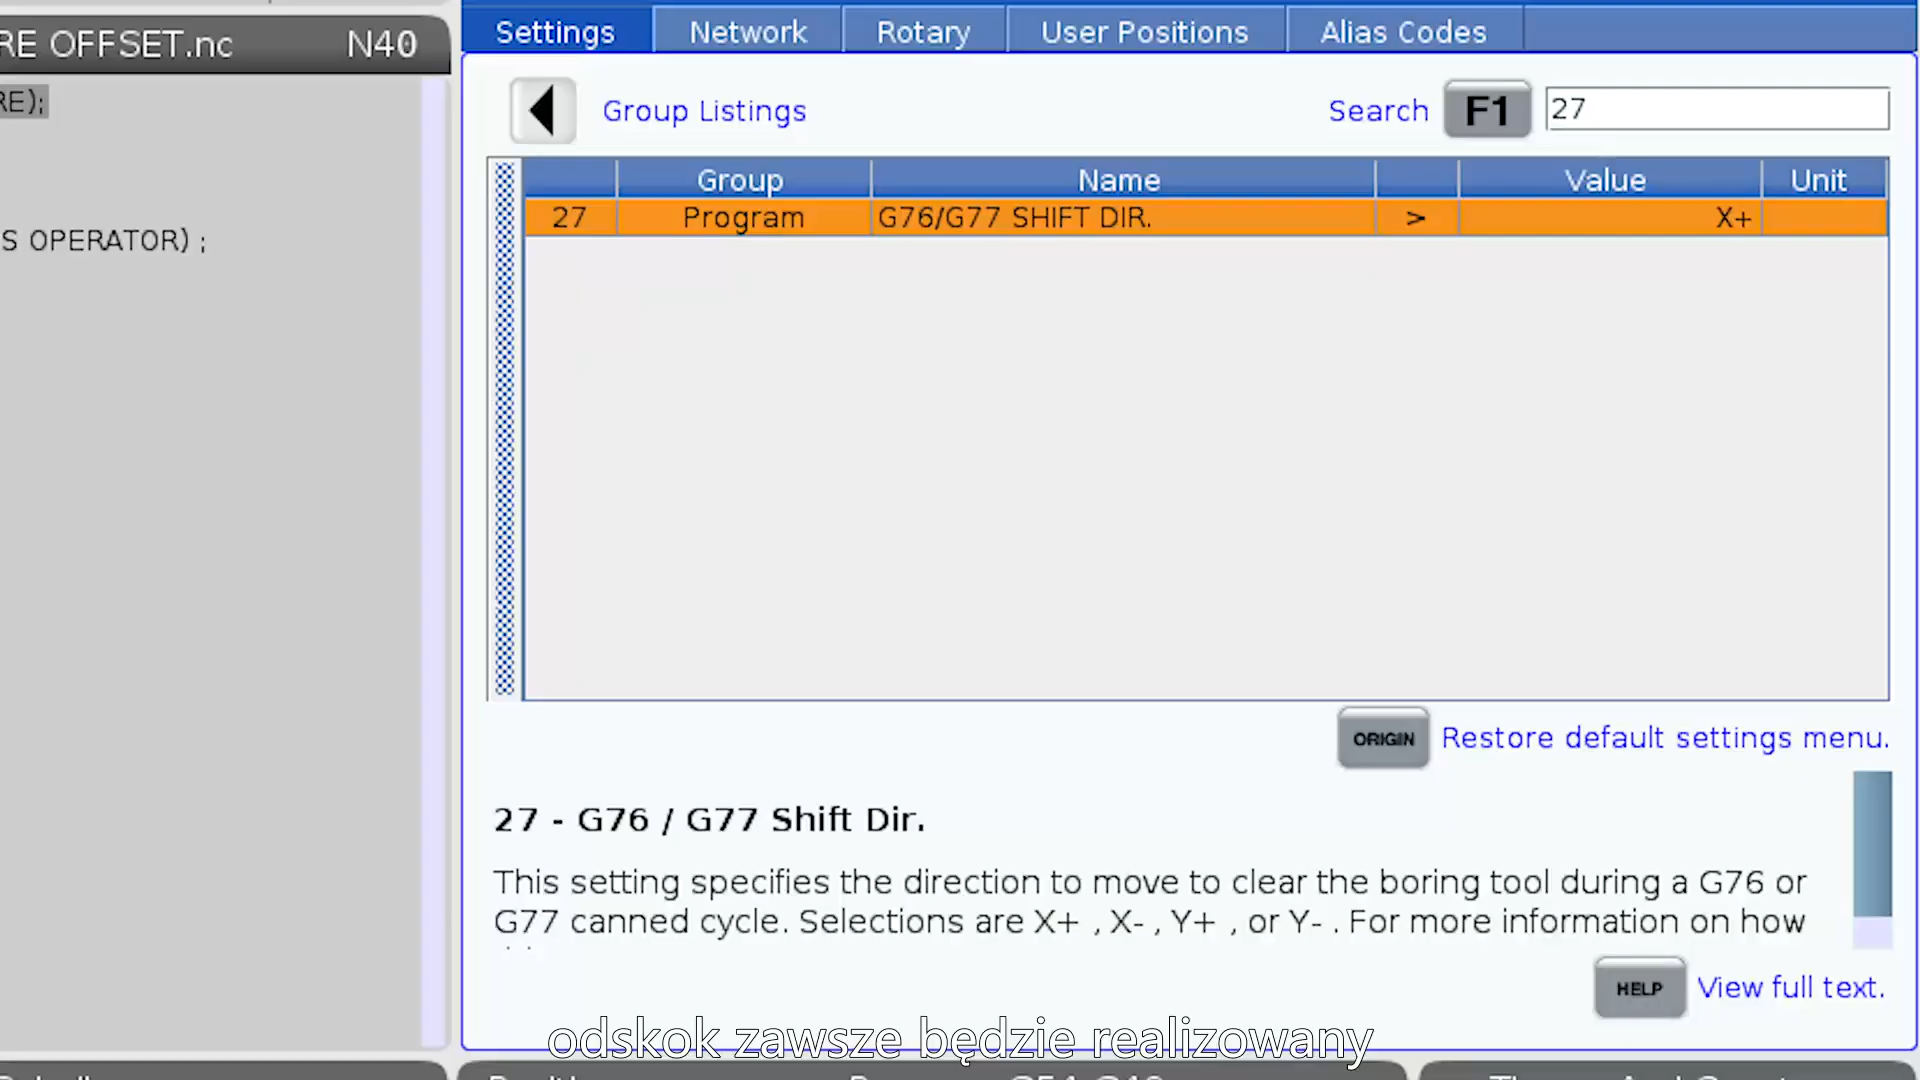 RE OFFSET.nc N40
RE);
S OPERATOR) ;
Settings Network Rotary User Positions Alias Codes
Group Listings Search F1 27
Group Name Value Unit
27 Program G76/G77 SHIFT DIR. > X+
ORIGIN Restore default settings menu.
27 - G76 / G77 Shift Dir.
This setting specifies the direction to move to clear the boring tool during a G76 or
G77 canned cycle. Selections are X+ , X- , Y+ , or Y- . For more information on how
HELP View full text.
odskok zawsze będzie realizowany